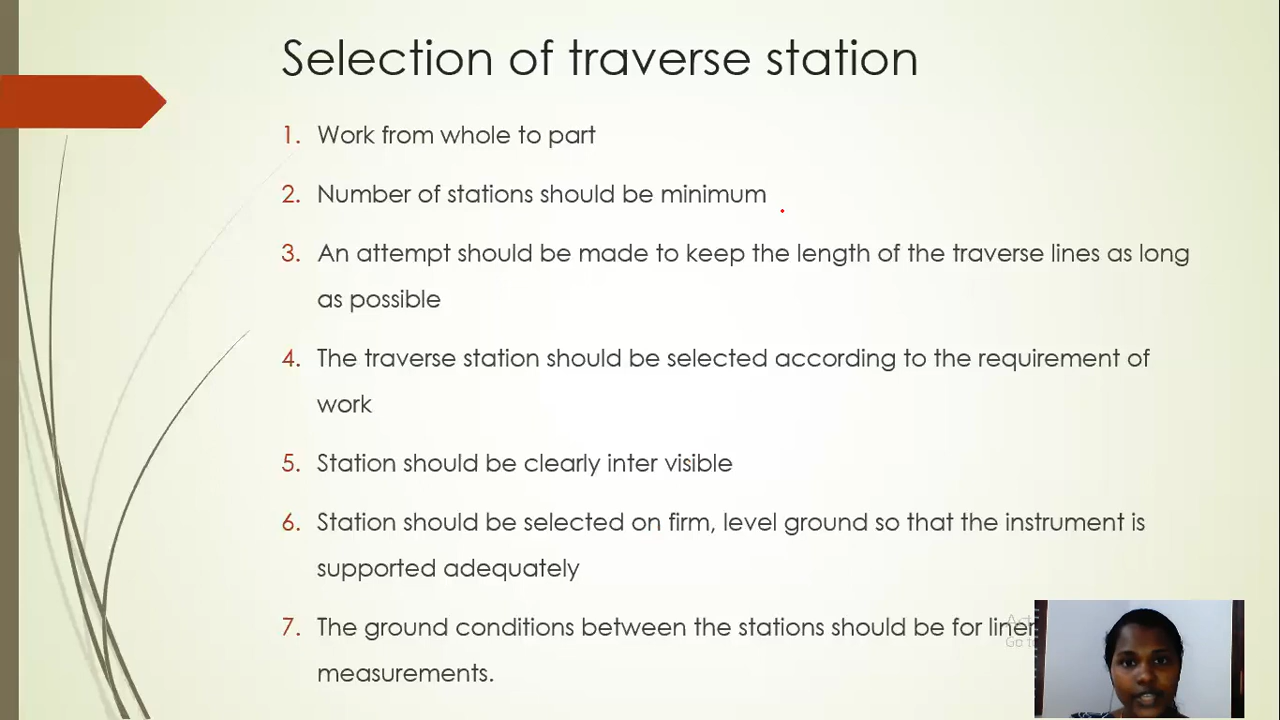 Selection of traverse station
1. Work from whole to part
2. Number of stations should be minimum
3. An attempt should be made to keep the length of the traverse lines as long
as possible
4. The traverse station should be selected according to the requirement of
work
5. Station should be clearly inter visible
6. Station should be selected on firm, level ground so that the instrument is
supported adequately
7. The ground conditions between the stations should be for liner
measurements.